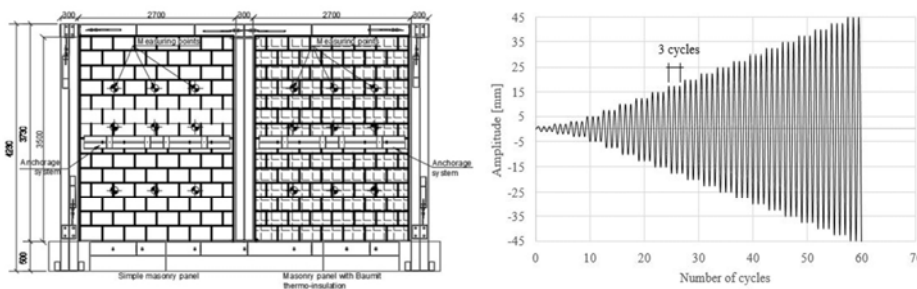 300 2700 300 2700 300
Measuring points Measuring points
4200
3700
3500
Anchorage system
Anchorage system
600
Simple masonry panel
Masonry panel with Baumit
thermo-insulation
45
35
25
15
5
-5
-15
-25
-35
-45
Amplitude [mm]
3 cycles
0 10 20 30 40 50 60 70
Number of cycles